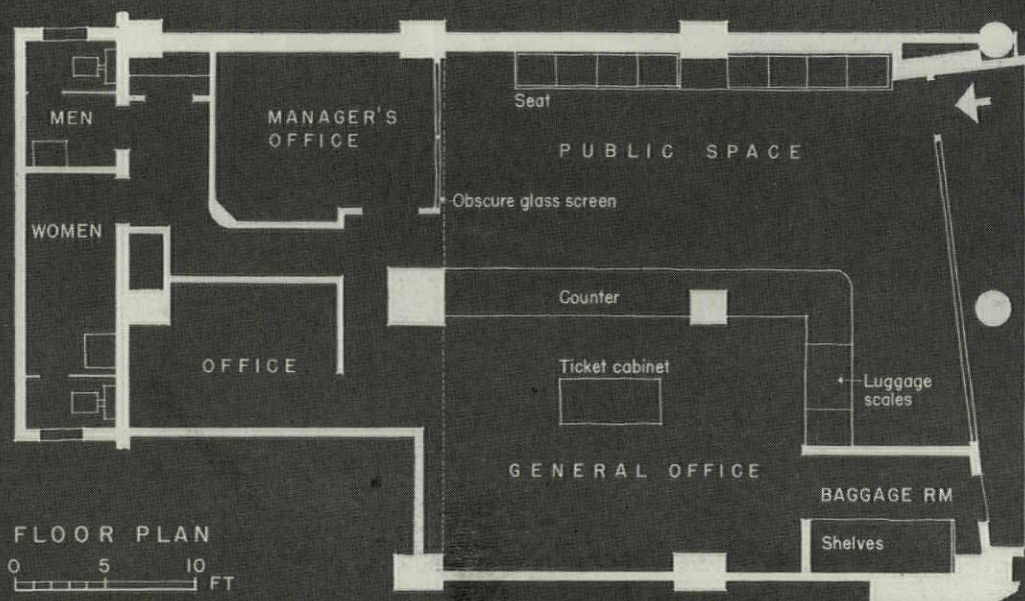 MEN
MANAGER'S
OFFICE
Seat
PUBLIC SPACE
Obscure glass screen
WOMEN
Counter
OFFICE
Ticket cabinet
Luggage
scales
GENERAL OFFICE
BAGGAGE RM
Shelves
FLOOR PLAN
0 5 10
FT